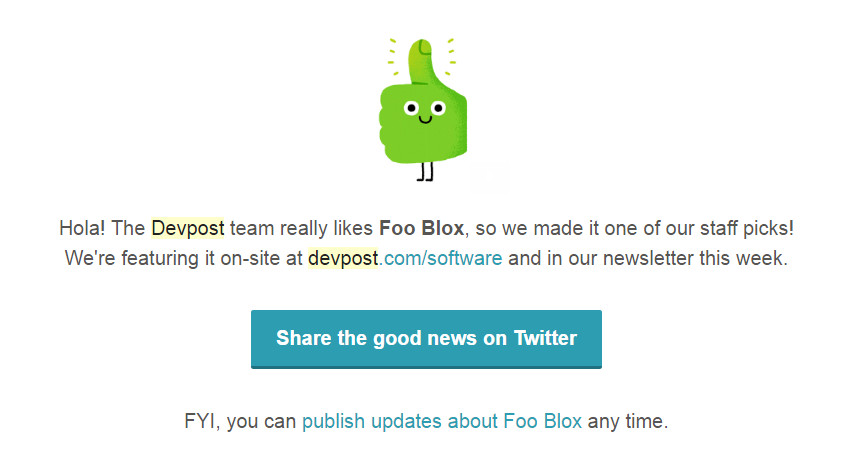 Hola! The Devpost team really likes Foo Blox, so we made it one of our staff picks!
We're featuring it on-site at devpost.com/software and in our newsletter this week.
Share the good news on Twitter
FYI, you can publish updates about Foo Blox any time.